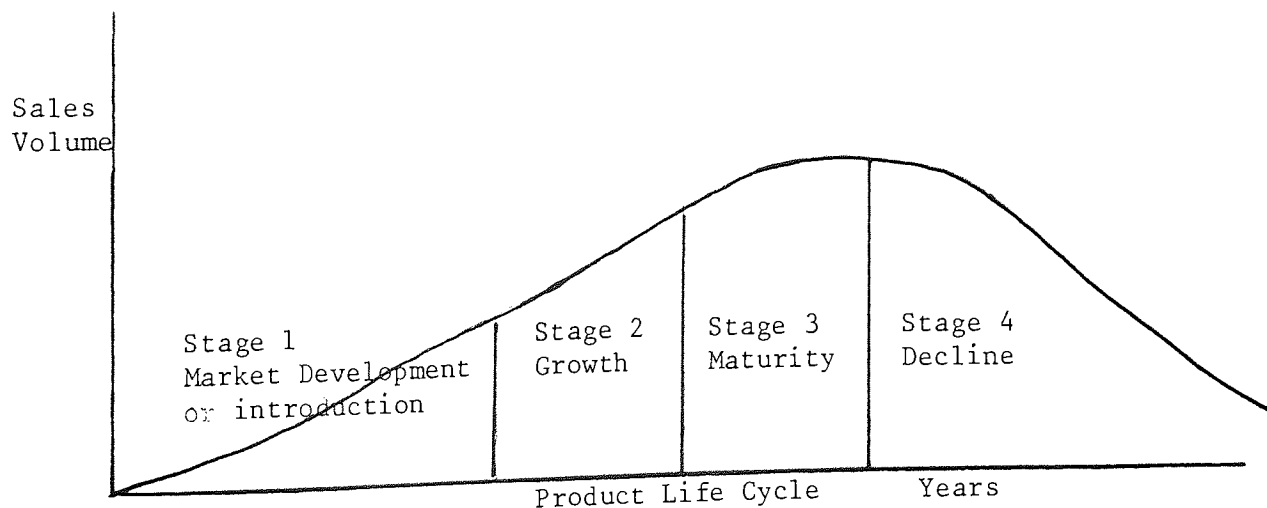 Sales
Volume
Stage 1
Market Development
or introduction
Stage 2
Growth
Stage 3
Maturity
Stage 4
Decline
Product Life Cycle Years